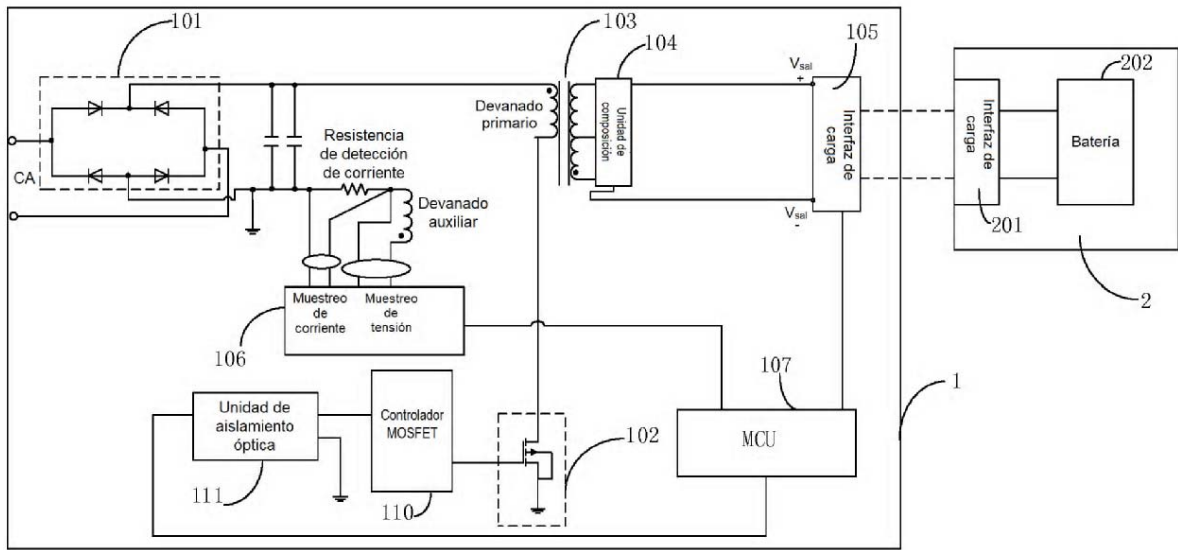 101
103
104
105
202
CA
Resistencia
de detección
de corriente
Devanado
auxiliar
Devanado
primario
Unidad de
composición
V_sal
+
V_sal
-
Interfaz de
carga
Interfaz de
carga
Batería
201
2
Muestreo
de
corriente
Muestreo
de
tensión
106
107
1
Unidad de
aislamiento
óptica
Controlador
MOSFET
102
MCU
111
110